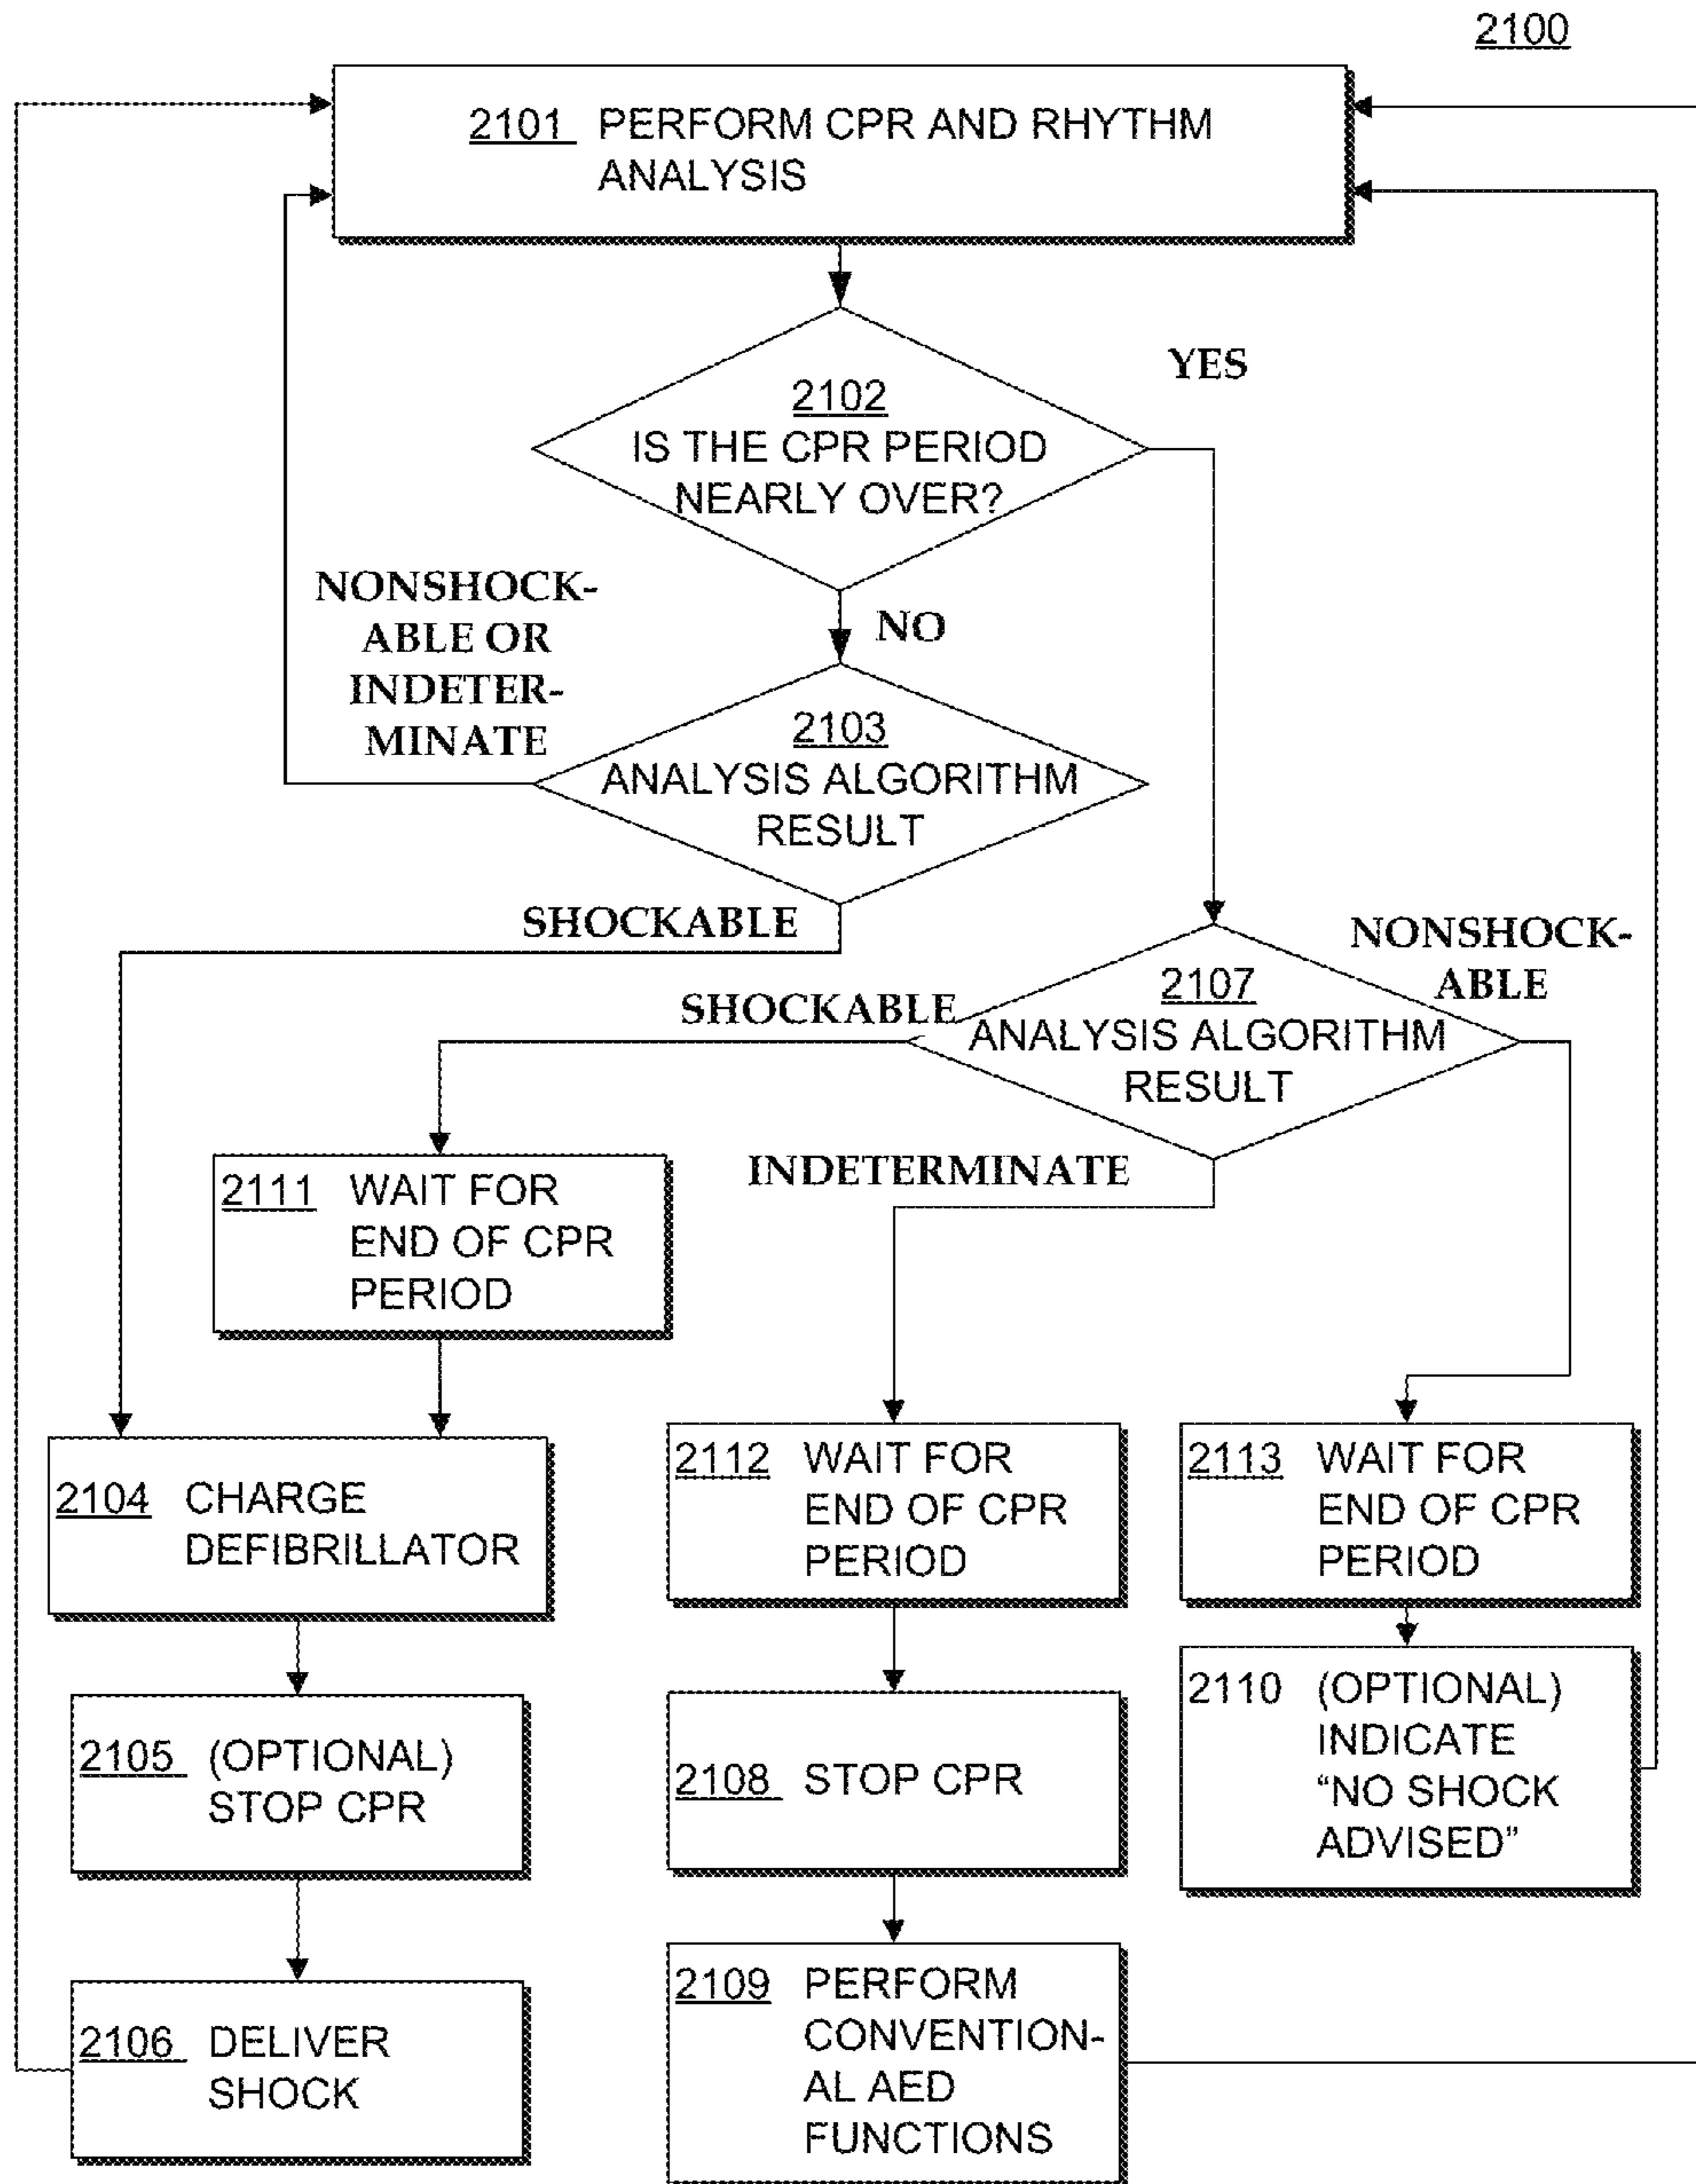 2100
2101 PERFORM CPR AND RHYTHM
ANALYSIS
YES
2102
IS THE CPR PERIOD
NEARLY OVER?
NONSHOCK-
ABLE OR
INDETER-
MINATE
NO
2103
ANALYSIS ALGORITHM
RESULT
SHOCKABLE
NONSHOCK-
ABLE
2107
ANALYSIS ALGORITHM
RESULT
SHOCKABLE
INDETERMINATE
2111 WAIT FOR
END OF CPR
PERIOD
2104 CHARGE
DEFIBRILLATOR
2112 WAIT FOR
END OF CPR
PERIOD
2113 WAIT FOR
END OF CPR
PERIOD
2105 (OPTIONAL)
STOP CPR
2108 STOP CPR
2110 (OPTIONAL)
INDICATE
“NO SHOCK
ADVISED”
2106 DELIVER
SHOCK
2109 PERFORM
CONVENTION-
AL AED
FUNCTIONS